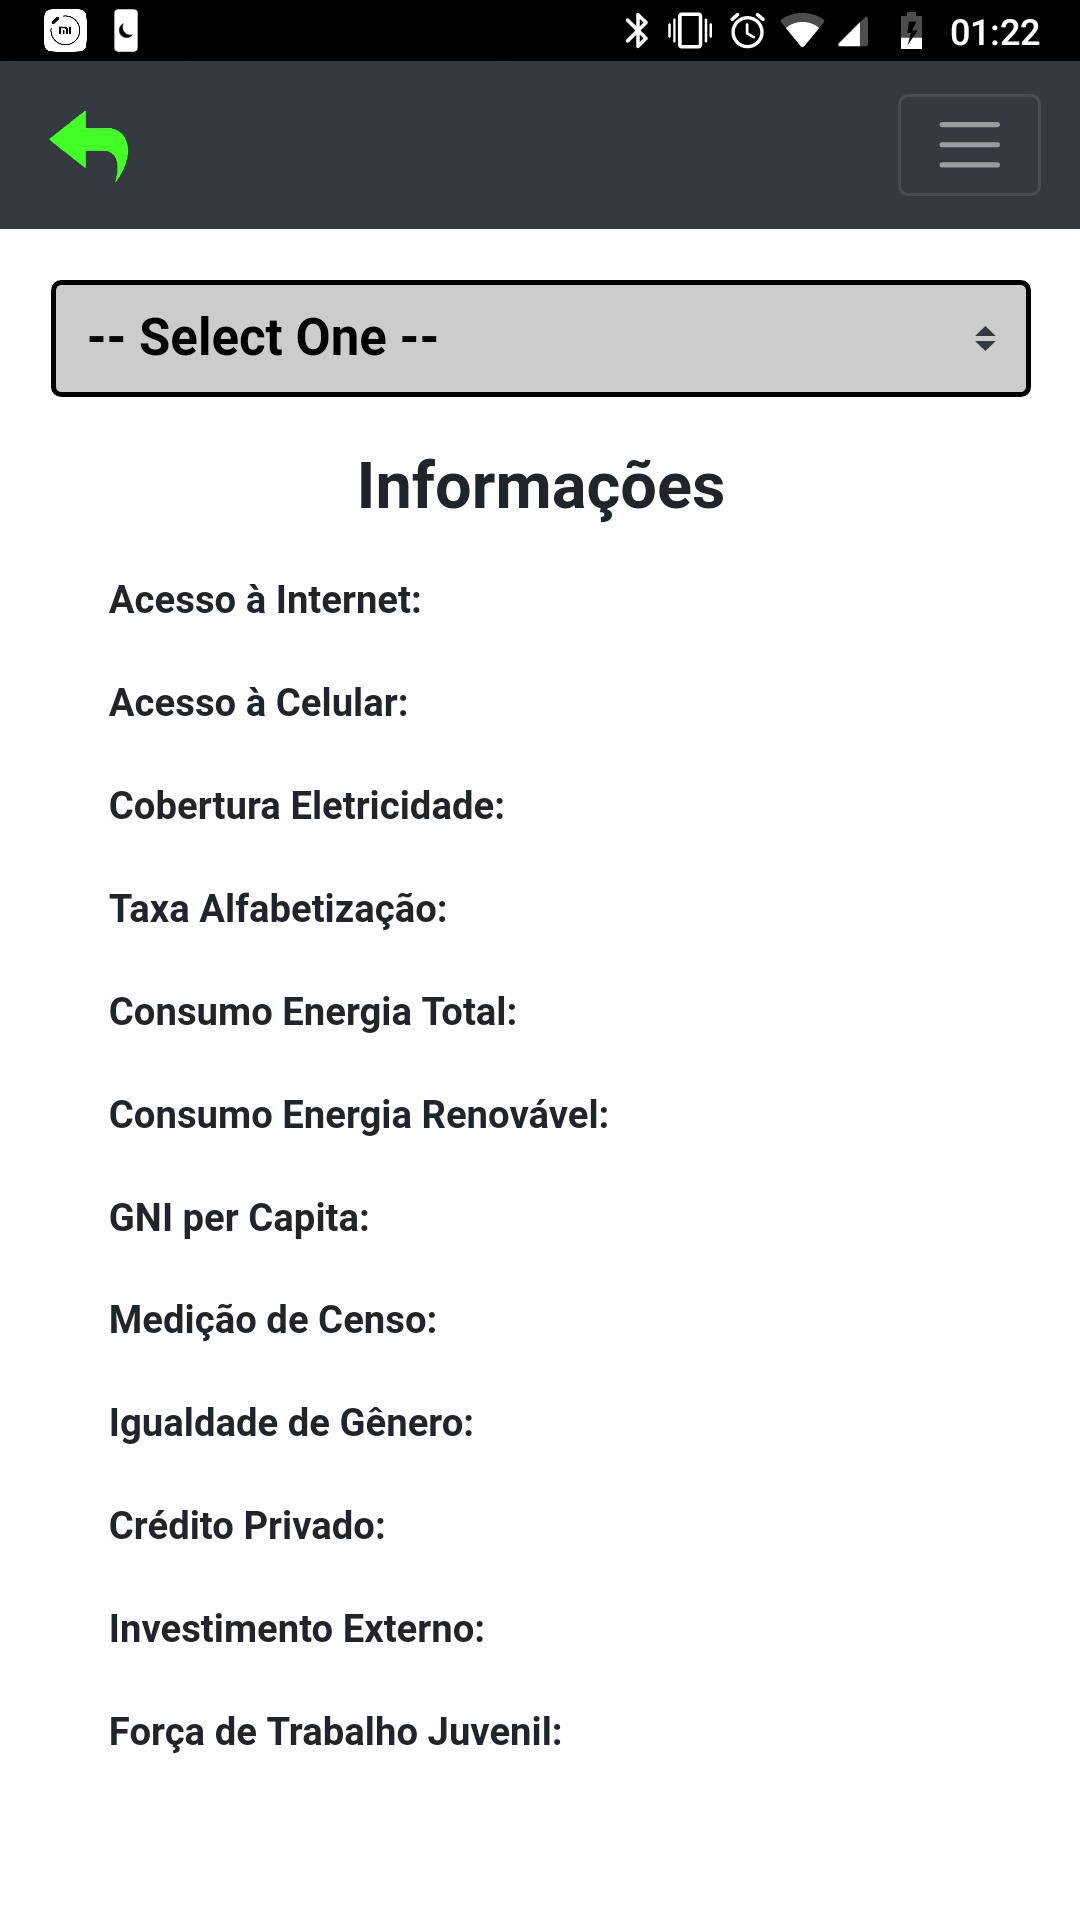 01:22
-- Select One --
Informações
Acesso à Internet:
Acesso à Celular:
Cobertura Eletricidade:
Taxa Alfabetização:
Consumo Energia Total:
Consumo Energia Renovável:
GNI per Capita:
Medição de Censo:
Igualdade de Gênero:
Crédito Privado:
Investimento Externo:
Força de Trabalho Juvenil: